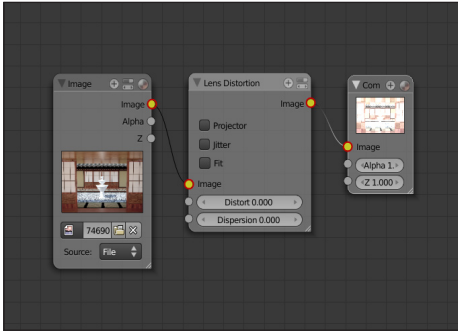 Image
Image
Alpha
Z
74690
Source: File
Lens Distortion
Image
Projector
Jitter
Fit
Image
Distort 0.000
Dispersion 0.000
Com
Image
Alpha 1.
Z 1.000